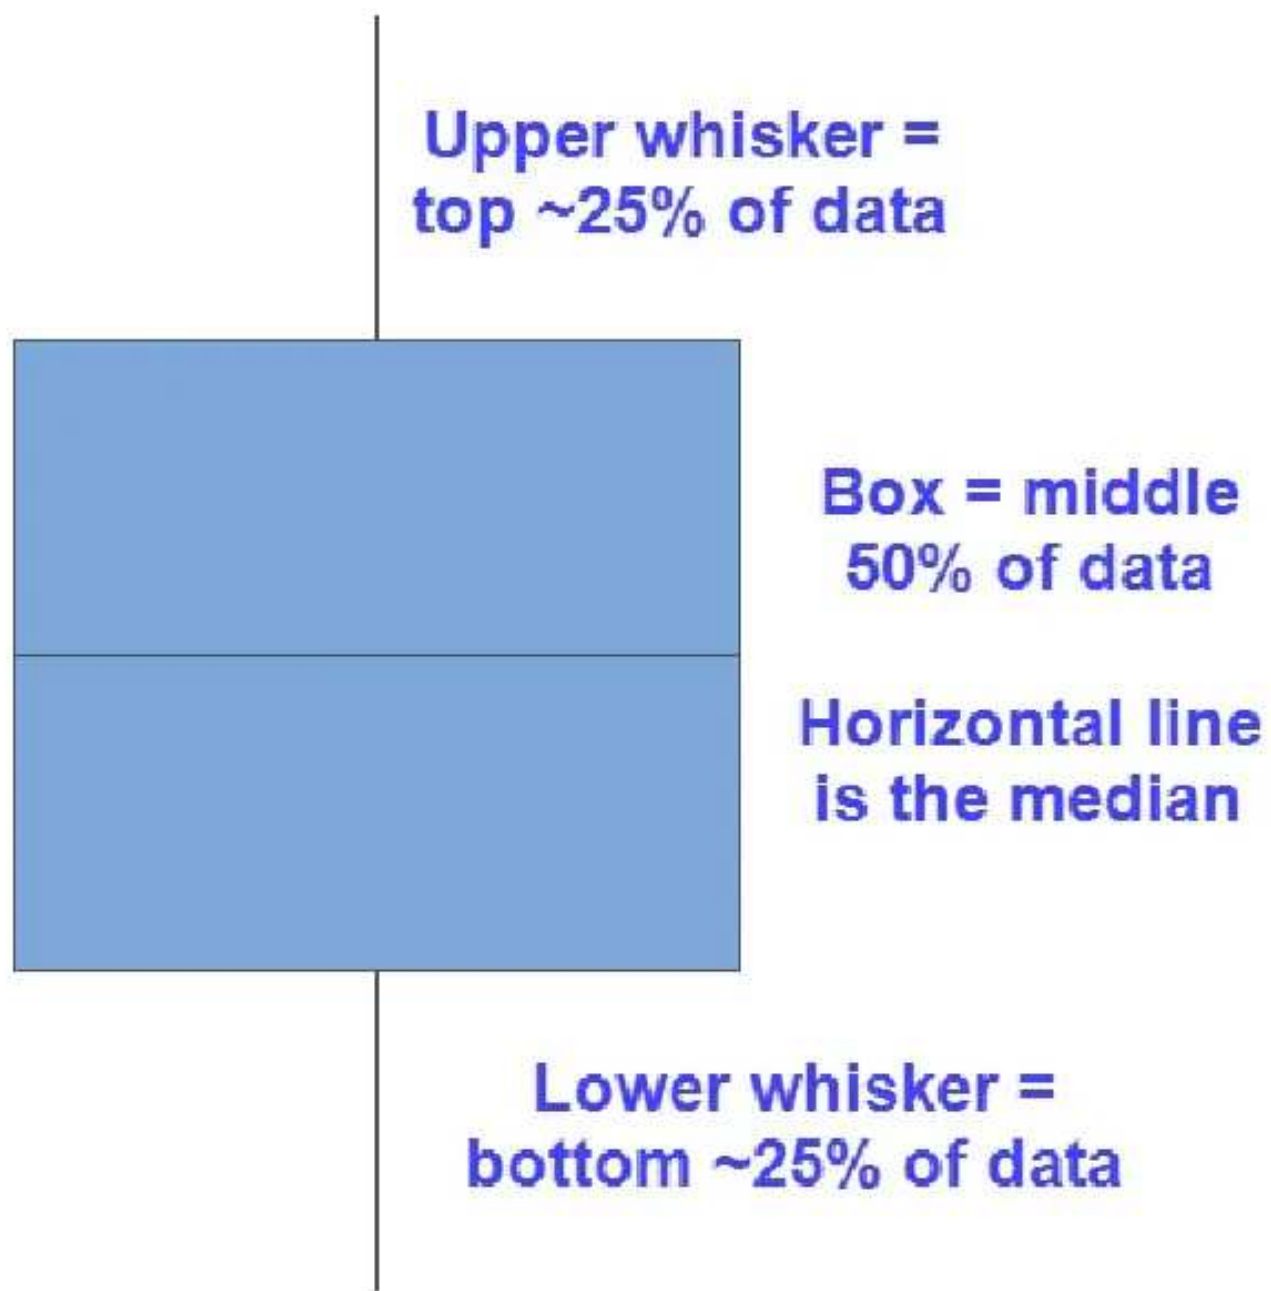 Upper whisker =
top ~25% of data
Box = middle
50% of data
Horizontal line
is the median
Lower whisker =
bottom ~25% of data